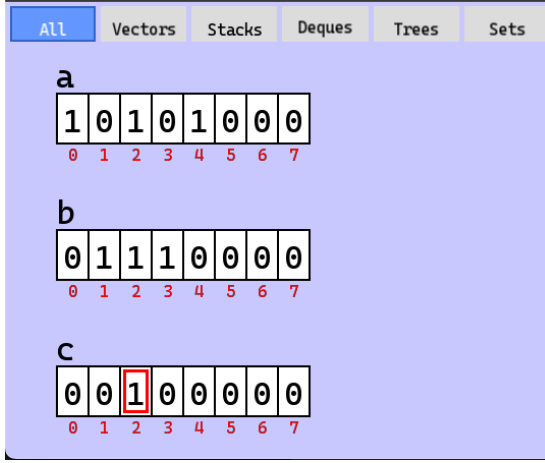 All Vectors Stacks Deques Trees Sets
a
1 0 1 0 1 0 0 0
0 1 2 3 4 5 6 7
b
0 1 1 1 0 0 0 0
0 1 2 3 4 5 6 7
c
0 0 1 0 0 0 0 0
0 1 2 3 4 5 6 7